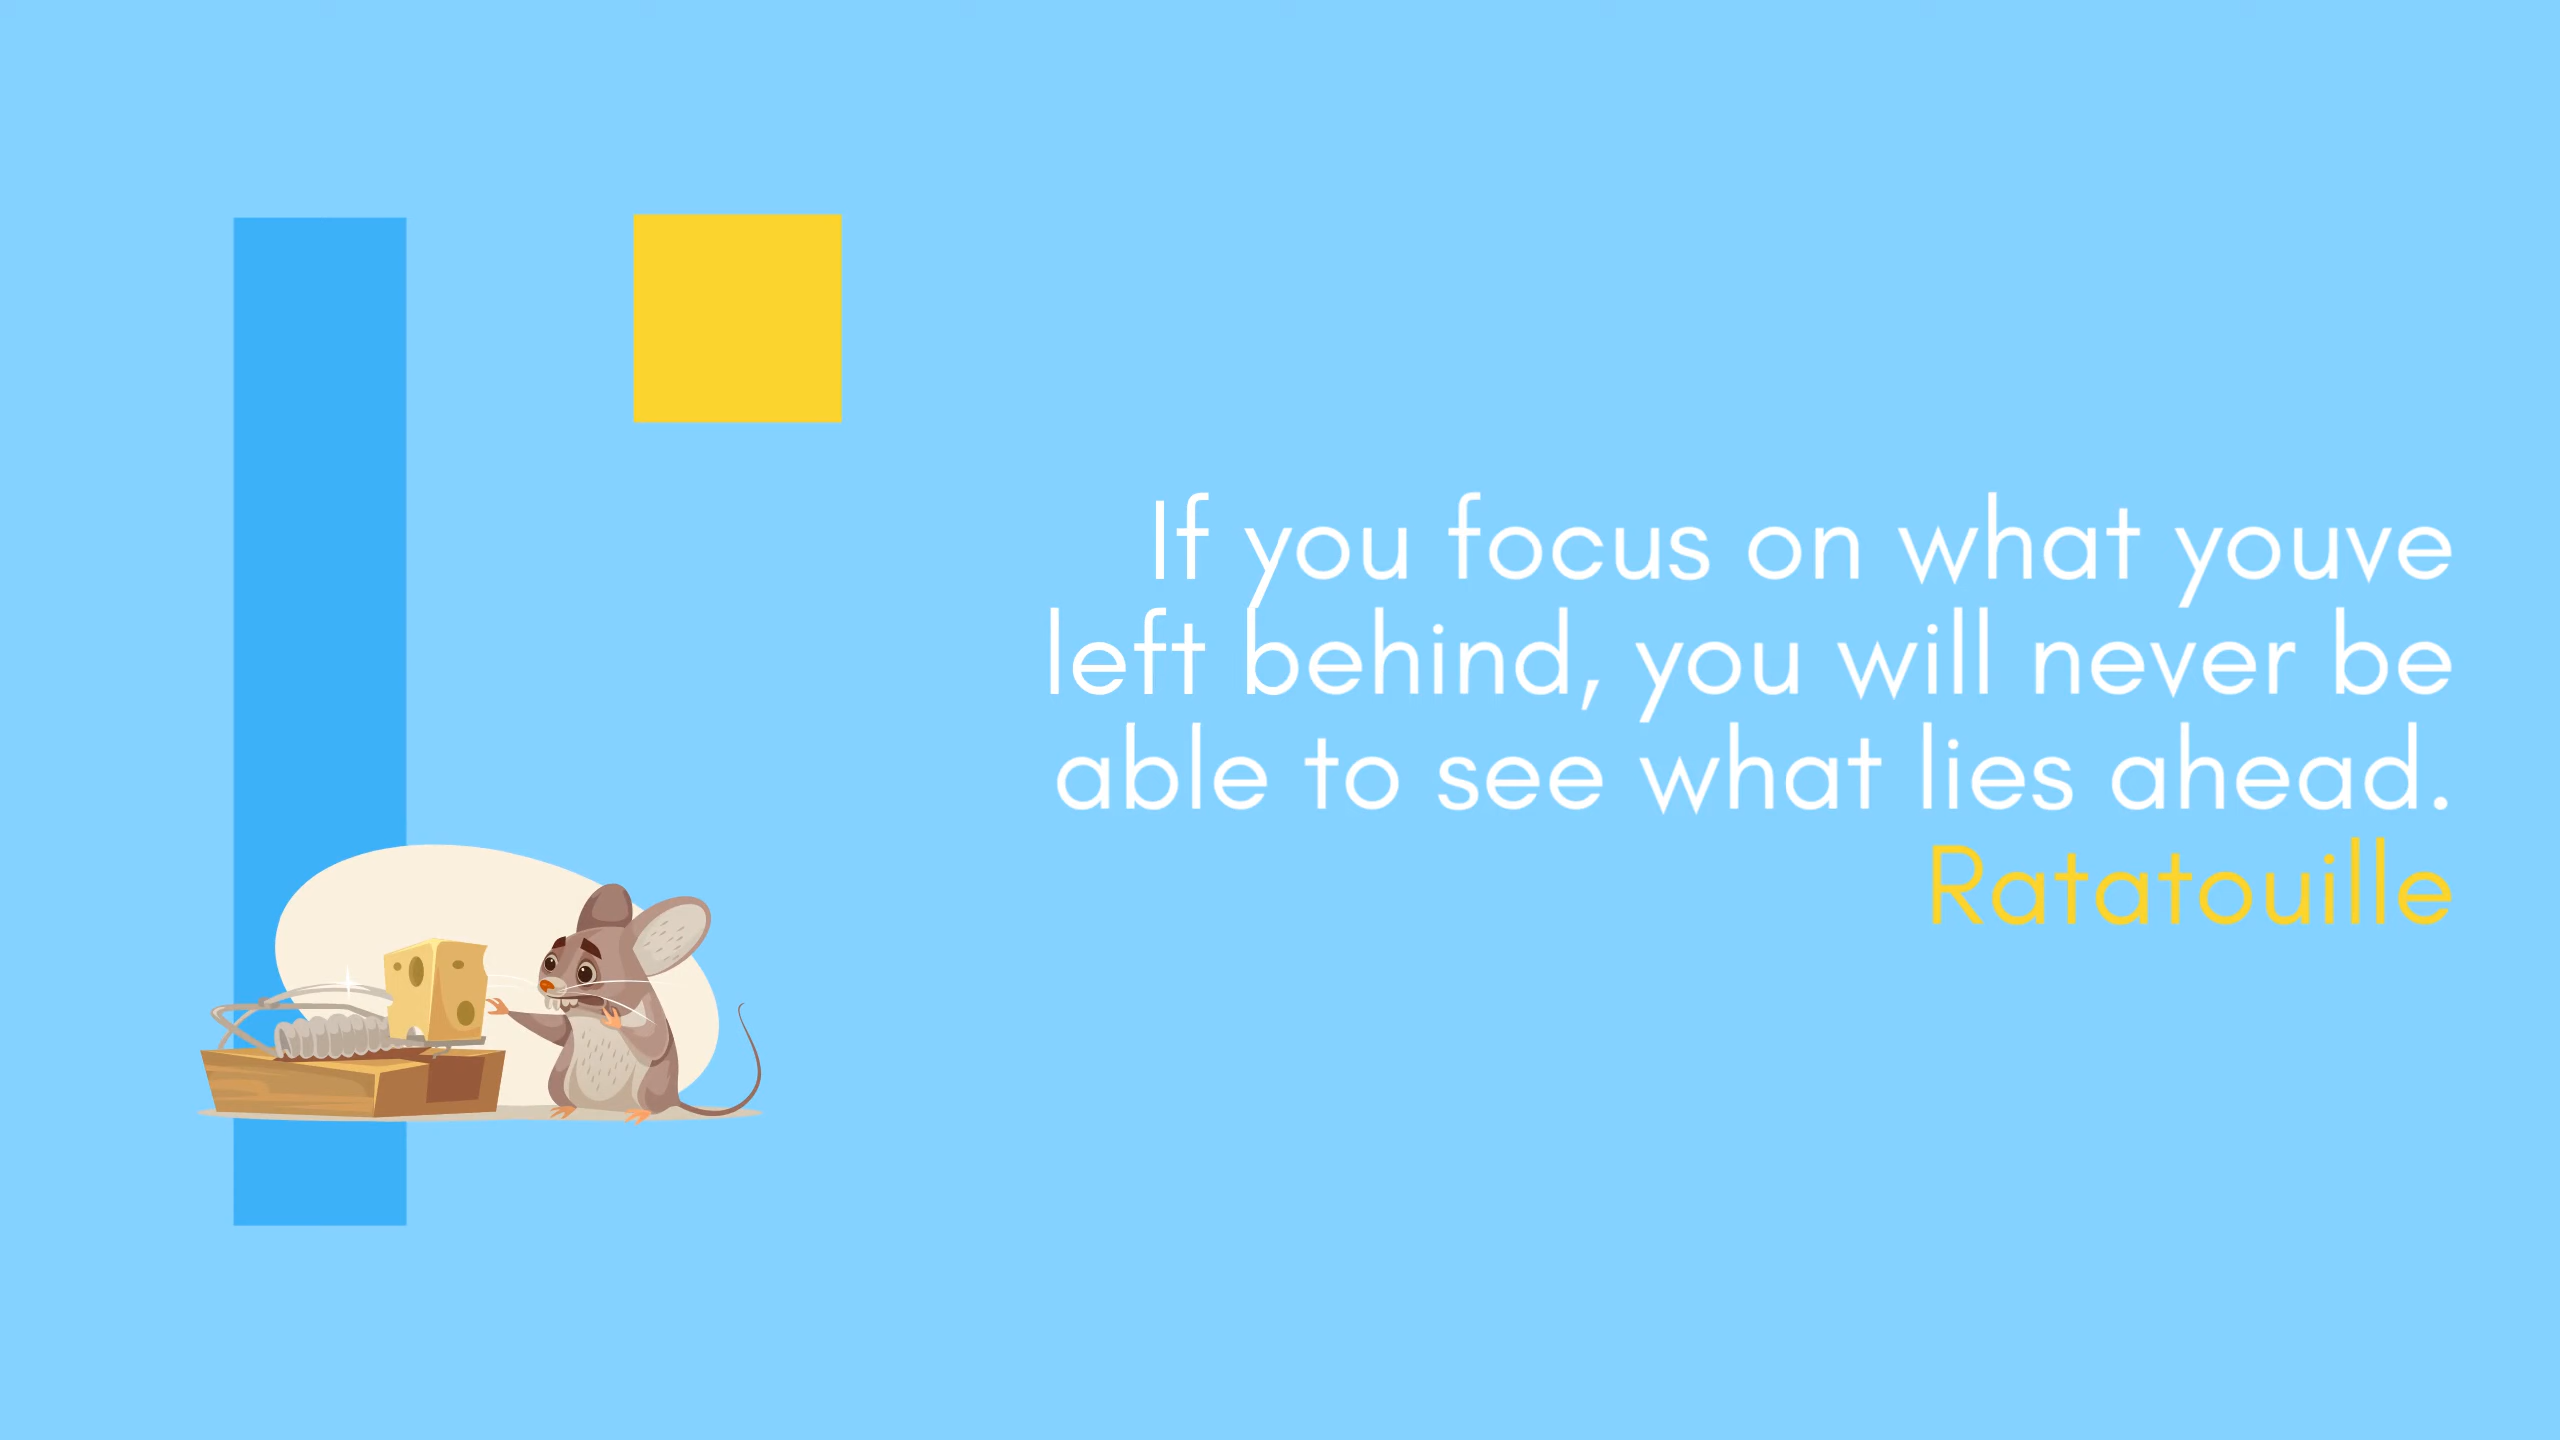 If you focus on what youve
left behind, you will never be
able to see what lies ahead.
Ratatouille